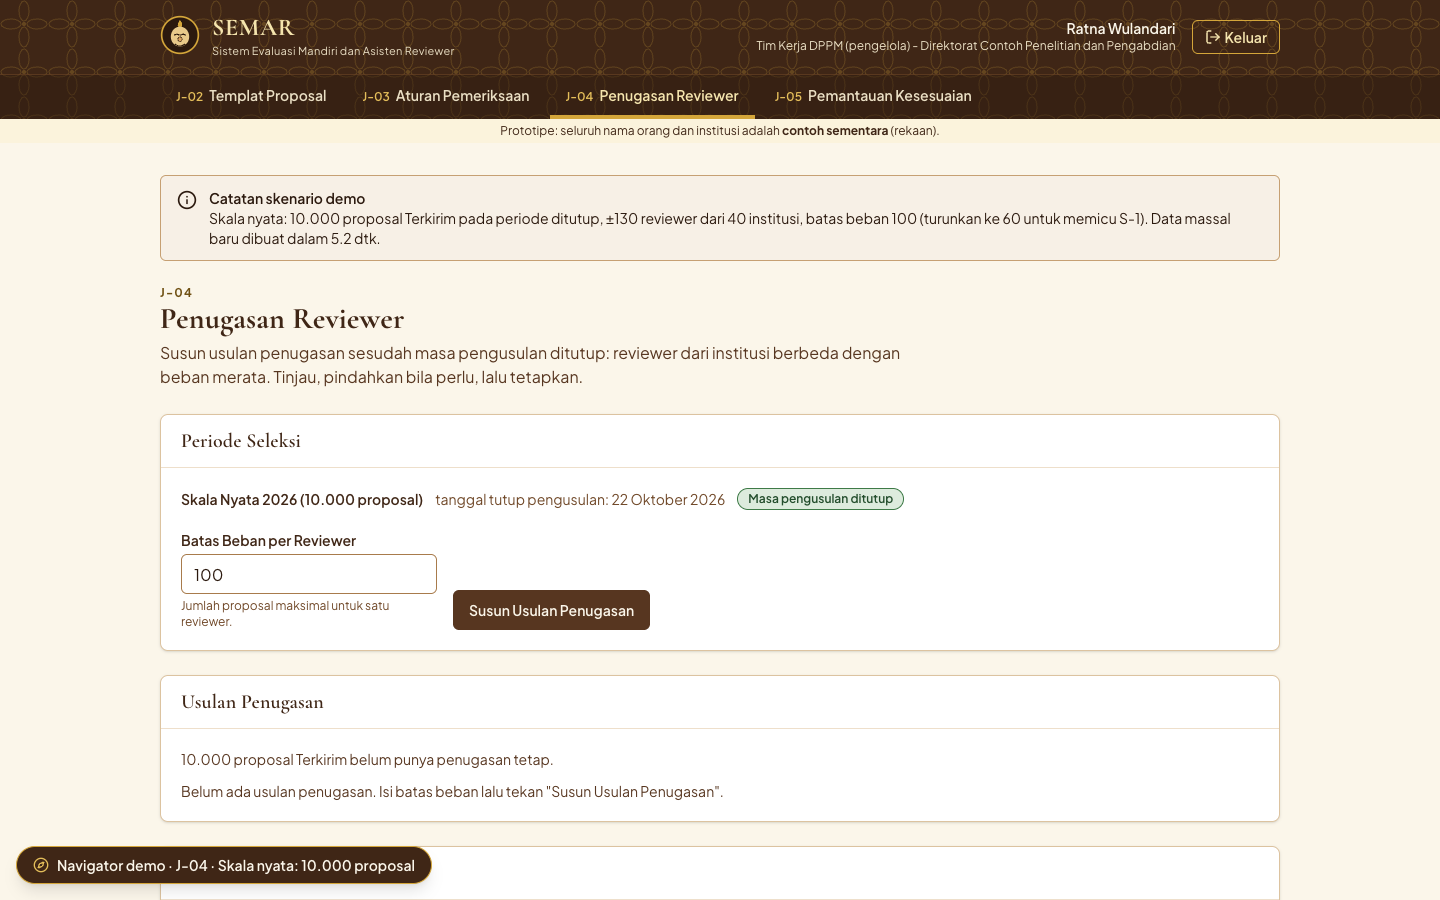 SEMAR
Sistem Evaluasi Mandiri dan Asisten Reviewer
Ratna Wulandari
Tim Kerja DPPM (pengelola) - Direktorat Contoh Penelitian dan Pengabdian
Keluar
J-02 Templat Proposal
J-03 Aturan Pemeriksaan
J-04 Penugasan Reviewer
J-05 Pemantauan Kesesuaian
Prototipe: seluruh nama orang dan institusi adalah contoh sementara (rekaan).
Catatan skenario demo
Skala nyata: 10.000 proposal Terkirim pada periode ditutup, ±130 reviewer dari 40 institusi, batas beban 100 (turunkan ke 60 untuk memicu S-1). Data massal
baru dibuat dalam 5.2 dtk.
J-04
Penugasan Reviewer
Susun usulan penugasan sesudah masa pengusulan ditutup: reviewer dari institusi berbeda dengan
beban merata. Tinjau, pindahkan bila perlu, lalu tetapkan.
Periode Seleksi
Skala Nyata 2026 (10.000 proposal) tanggal tutup pengusulan: 22 Oktober 2026 Masa pengusulan ditutup
Batas Beban per Reviewer
100
Jumlah proposal maksimal untuk satu
reviewer.
Susun Usulan Penugasan
Usulan Penugasan
10.000 proposal Terkirim belum punya penugasan tetap.
Belum ada usulan penugasan. Isi batas beban lalu tekan "Susun Usulan Penugasan".
Navigator demo · J-04 · Skala nyata: 10.000 proposal